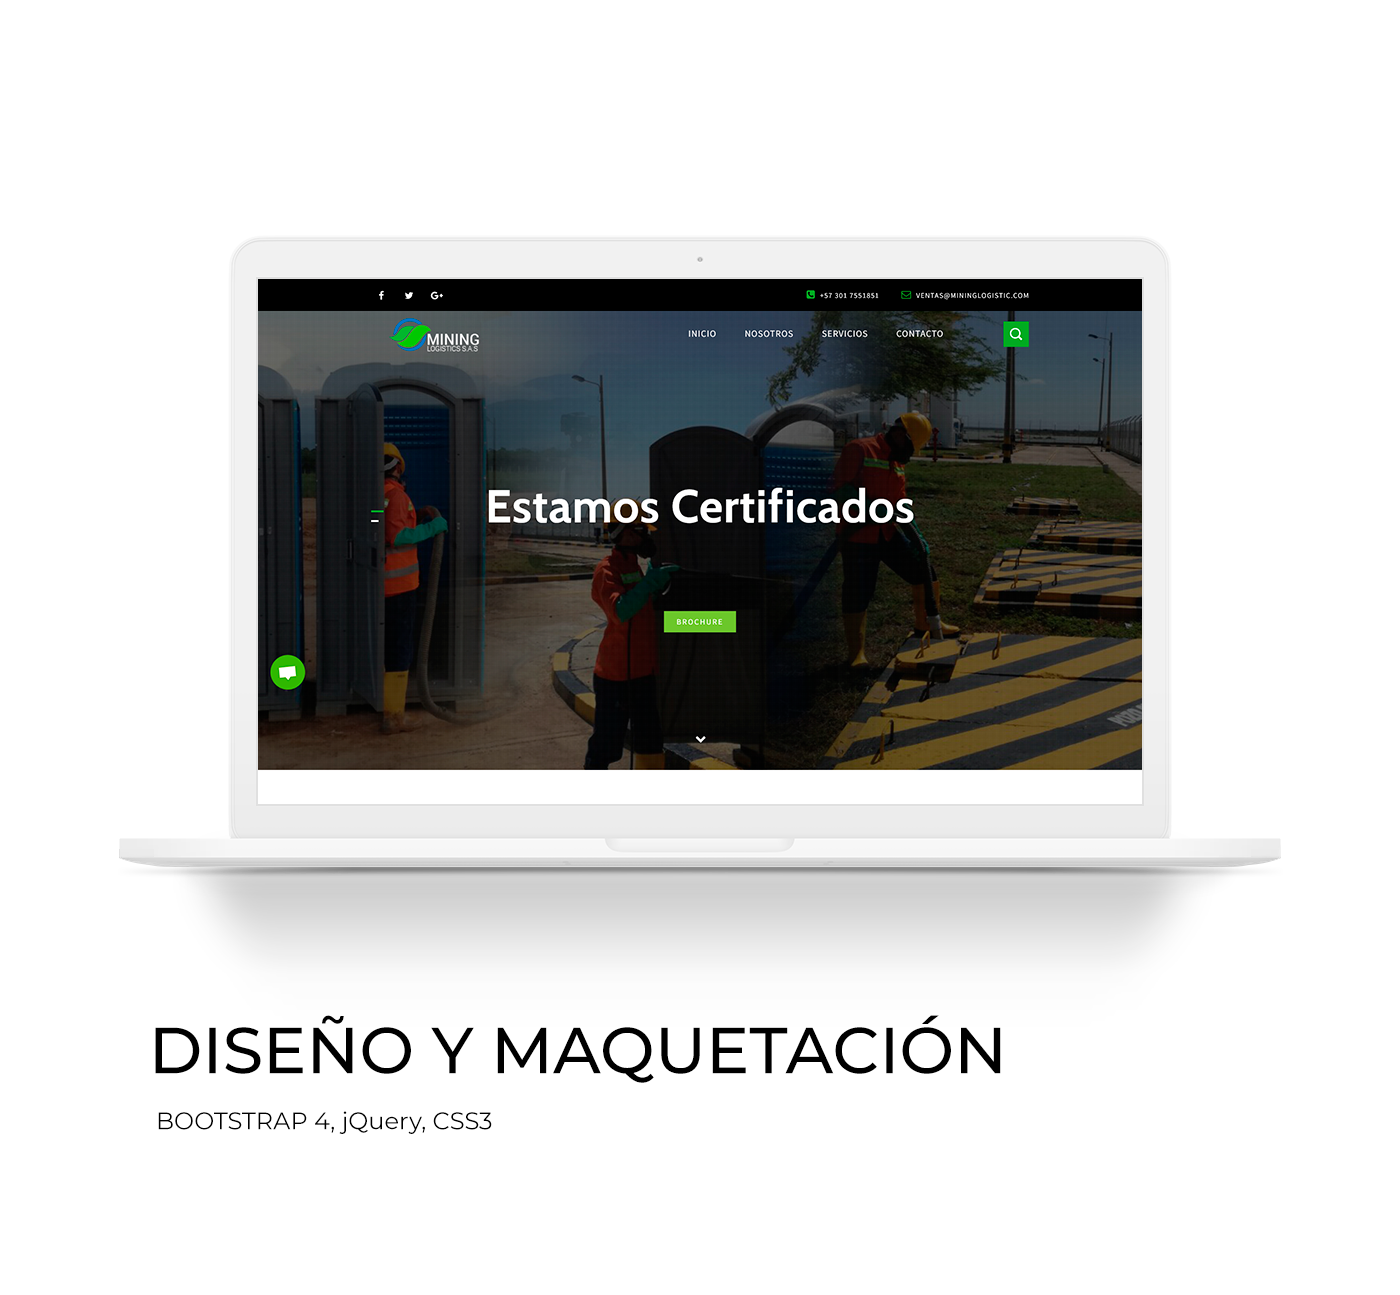 +57 301 7551851 VENTAS@MININGLOGISTIC.COM
MINING
LOGISTICS S.A.S
INICIO NOSOTROS SERVICIOS CONTACTO
Estamos Certificados
BROCHURE
DISEÑO Y MAQUETACIÓN
BOOTSTRAP 4, jQuery, CSS3